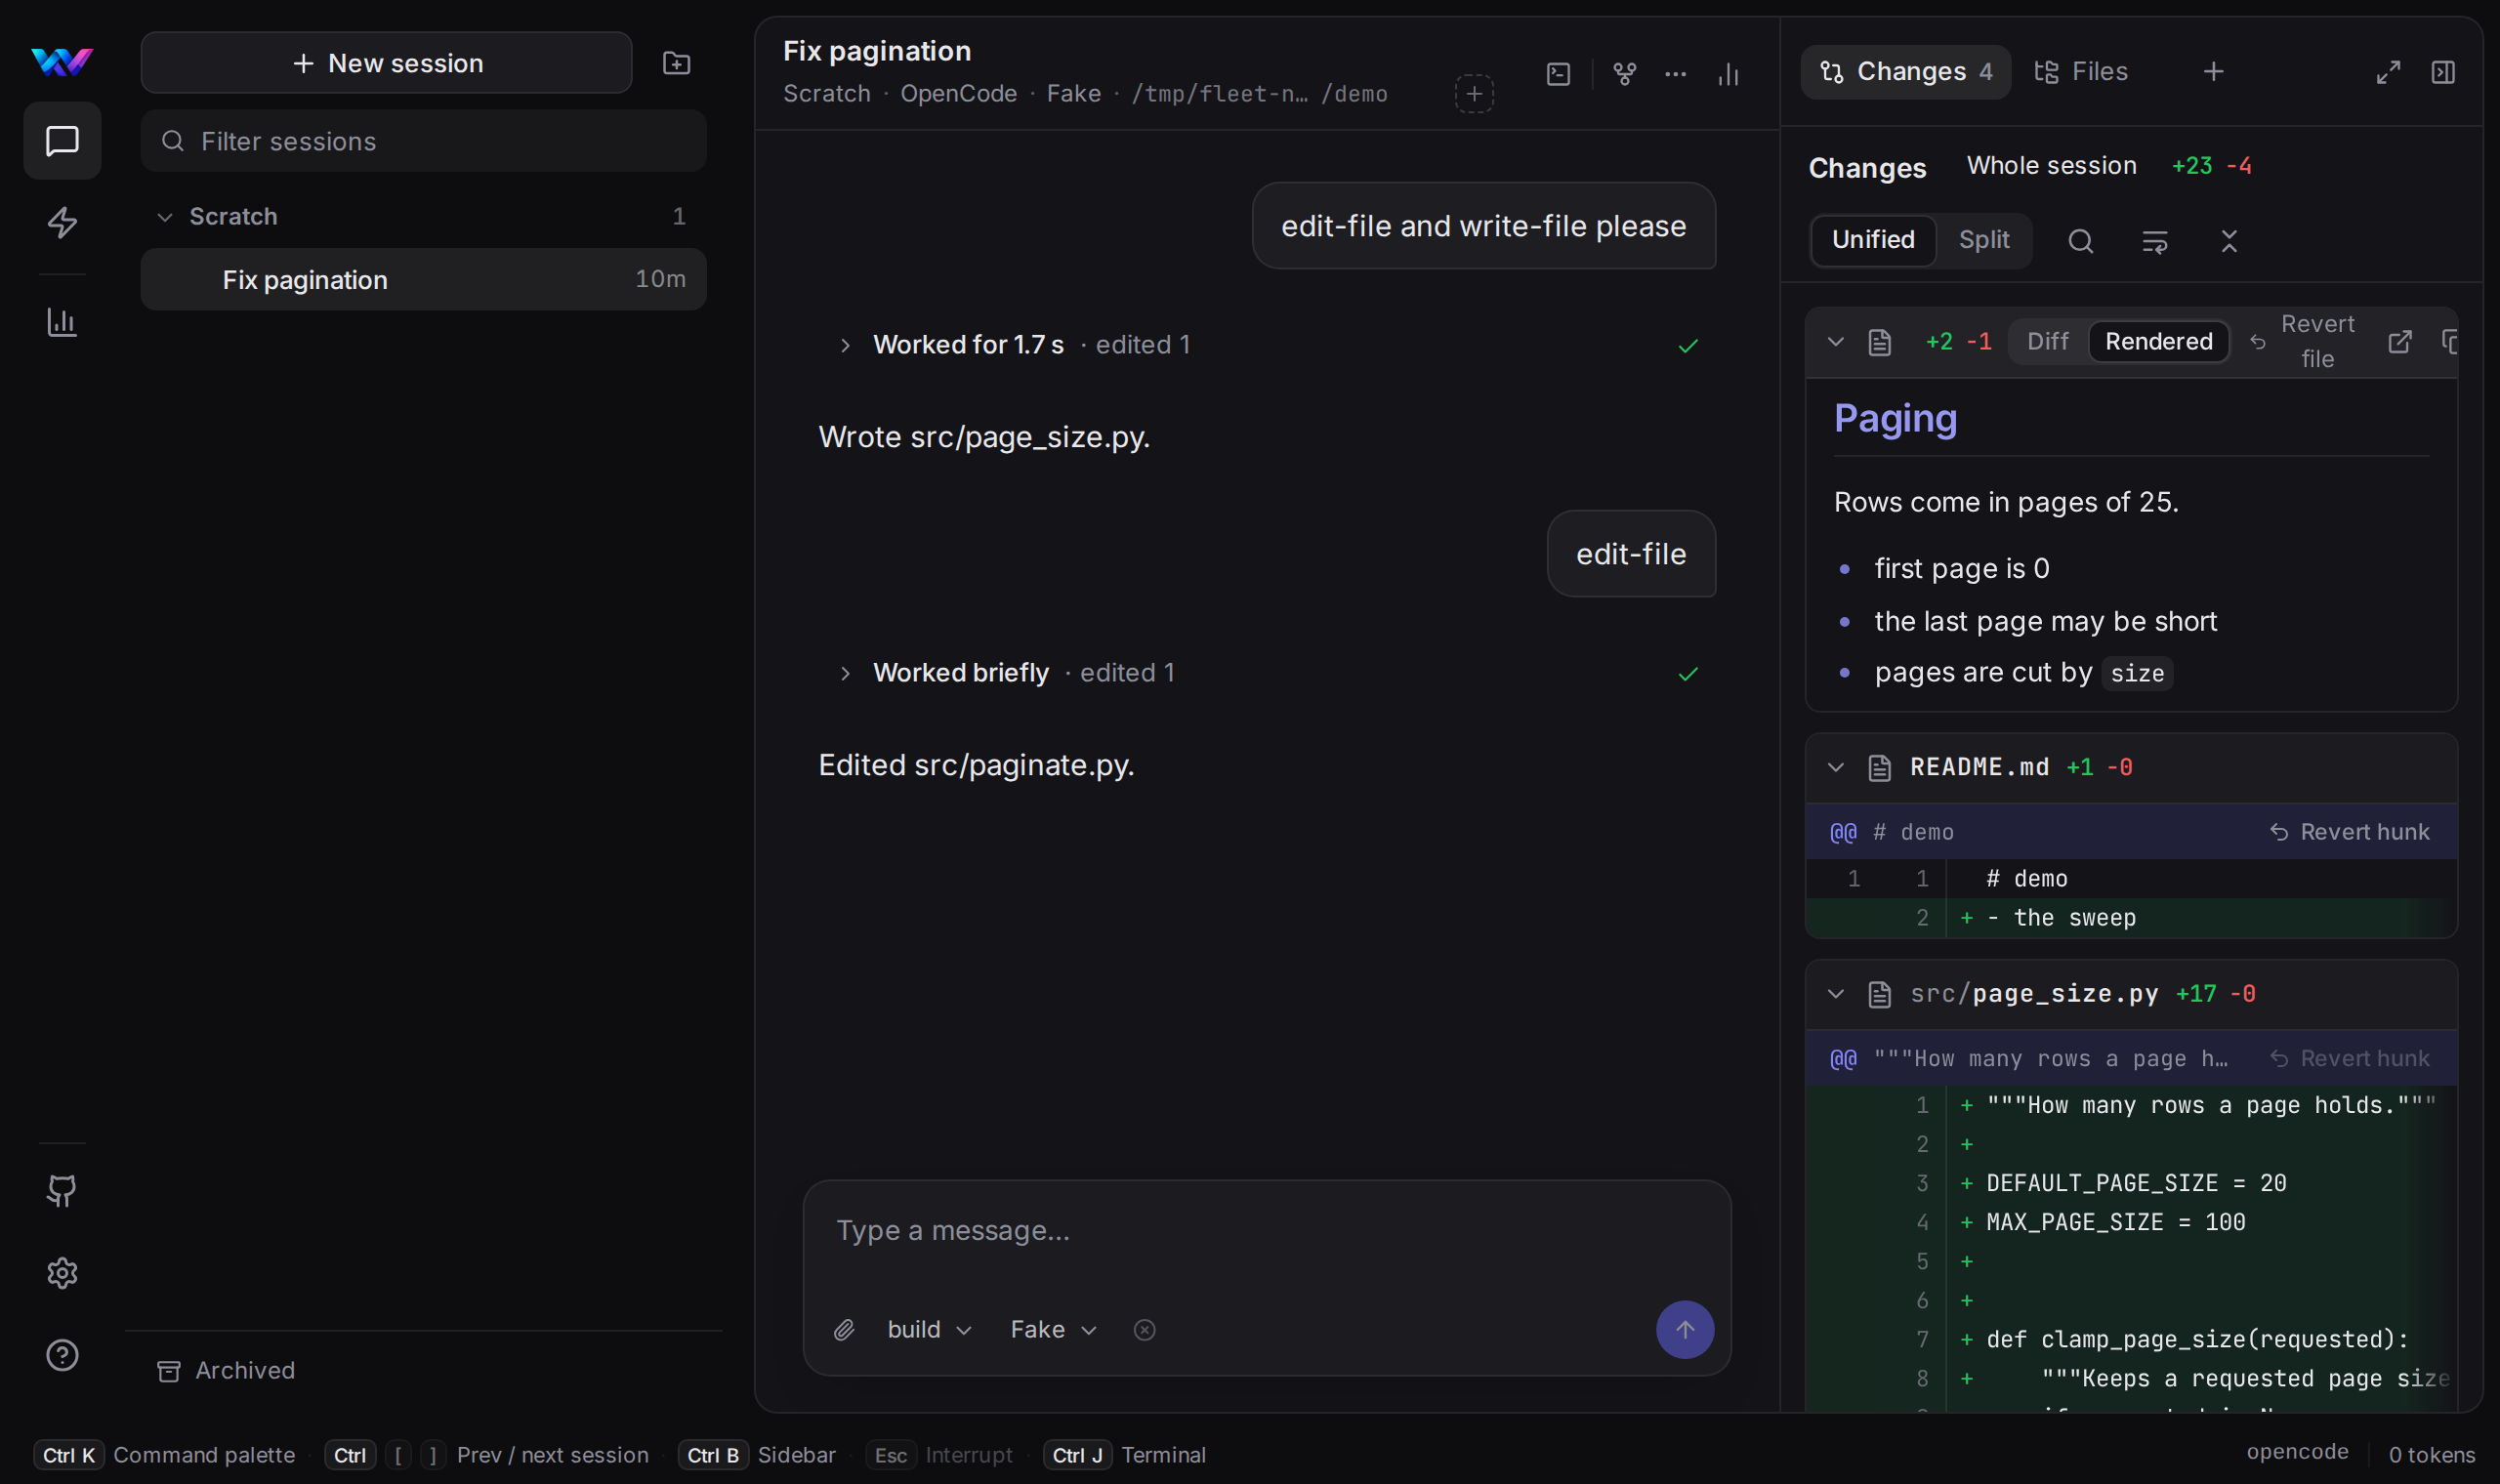 New session
Filter sessions
Scratch 1
Fix pagination 10m
Archived
Fix pagination
Scratch · OpenCode · Fake · /tmp/fleet-n… /demo
edit-file and write-file please
Worked for 1.7 s · edited 1
Wrote src/page_size.py.
edit-file
Worked briefly · edited 1
Edited src/paginate.py.
Type a message...
build Fake
Changes 4 Files
Changes Whole session +23 -4
Unified Split
+2 -1 Diff Rendered Revert file
Paging
Rows come in pages of 25.
• first page is 0
• the last page may be short
• pages are cut by size
README.md +1 -0
@@ # demo Revert hunk
1 1 # demo
2 + - the sweep
src/page_size.py +17 -0
@@ """How many rows a page h… Revert hunk
1 + """How many rows a page holds."""
2 +
3 + DEFAULT_PAGE_SIZE = 20
4 + MAX_PAGE_SIZE = 100
5 +
6 +
7 + def clamp_page_size(requested):
8 + """Keeps a requested page size
Ctrl K Command palette · Ctrl [ ] Prev / next session · Ctrl B Sidebar · Esc Interrupt · Ctrl J Terminal
opencode 0 tokens